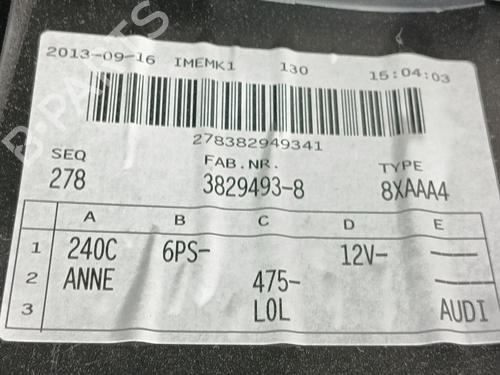 2013-09-16 IMEMK1 130 15:04:03
278382949341
SEQ FAB.NR. TYPE
278 3829493-8 8XAAA4
A B C D E
1 240C 6PS- 12V- ——
2 ANNE 475- ——
3 LOL AUDI
B-PARTS